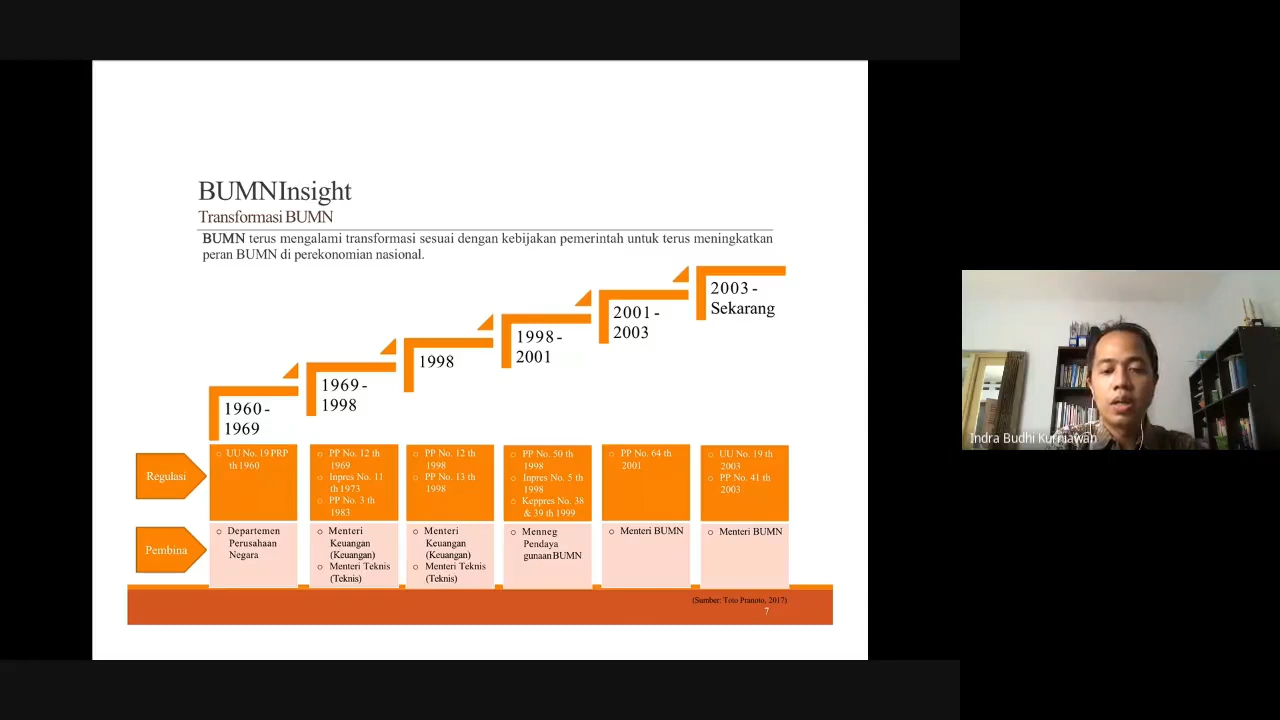 BUMN Insight
Transformasi BUMN
BUMN terus mengalami transformasi sesuai dengan kebijakan pemerintah untuk terus meningkatkan
peran BUMN di perekonomian nasional.
1960-
1969
1969-
1998
1998
1998-
2001
2001-
2003
2003-
Sekarang
Regulasi
○ UU No. 19 PRP
th 1960
○ PP No. 12 th
1969
○ Inpres No. 11
th 1973
○ PP No. 3 th
1983
○ PP No. 12 th
1998
○ PP No. 13 th
1998
○ PP No. 50 th
1998
○ Inpres No. 5 th
1998
○ Keppres No. 38
& 39 th 1999
○ PP No. 64 th
2001
○ UU No. 19 th
2003
○ PP No. 41 th
2003
Pembina
○ Departemen
Perusahaan
Negara
○ Menteri
Keuangan
(Keuangan)
○ Menteri Teknis
(Teknis)
○ Menteri
Keuangan
(Keuangan)
○ Menteri Teknis
(Teknis)
○ Menneg
Pendaya
gunaan BUMN
○ Menteri BUMN
○ Menteri BUMN
(Sumber: Toto Pranoto, 2017)
7
Indra Budhi Kurniawan